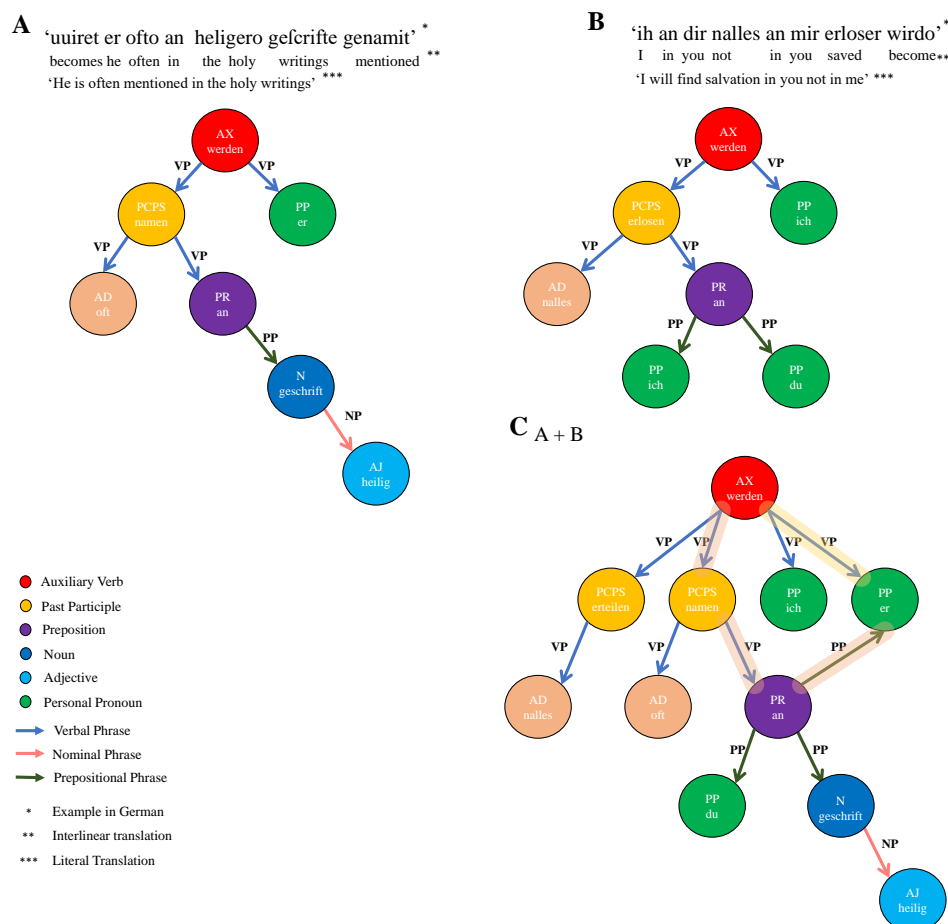 A
'uuiret er ofto an heligero geſcrifte genamit' *
becomes he often in the holy writings mentioned **
'He is often mentioned in the holy writings' ***
AX
werden
VP
VP
PCPS
namen
PP
er
VP
VP
AD
oft
PR
an
PP
N
geschrift
NP
AJ
heilig
B
'ih an dir nalles an mir erloser wirdo' *
I in you not in you saved become**
'I will find salvation in you not in me' ***
AX
werden
VP
VP
PCPS
erlosen
PP
ich
VP
VP
AD
nalles
PR
an
PP
PP
PP
ich
PP
du
C A + B
AX
werden
VP
VP
VP
VP
PCPS
erteilen
PCPS
namen
PP
ich
PP
er
VP
VP
VP
PP
AD
nalles
AD
oft
PR
an
PP
PP
PP
du
N
geschrift
NP
AJ
heilig
Auxiliary Verb
Past Participle
Preposition
Noun
Adjective
Personal Pronoun
Verbal Phrase
Nominal Phrase
Prepositional Phrase
* Example in German
** Interlinear translation
*** Literal Translation